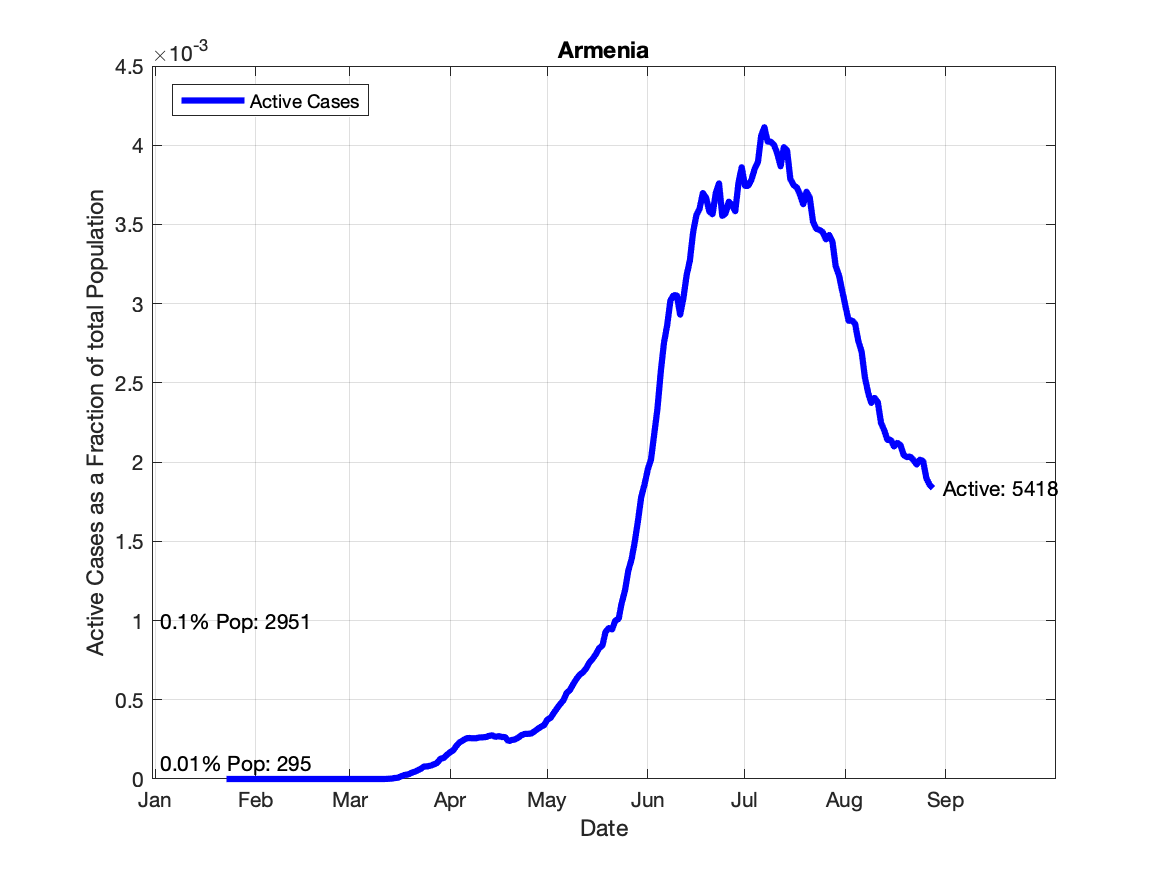 Armenia
×10-3
4.5
4
3.5
3
2.5
2
1.5
1
0.5
0
Active Cases
Active Cases as a Fraction of total Population
Active: 5418
0.1% Pop: 2951
0.01% Pop: 295
Jan Feb Mar Apr May Jun Jul Aug Sep
Date